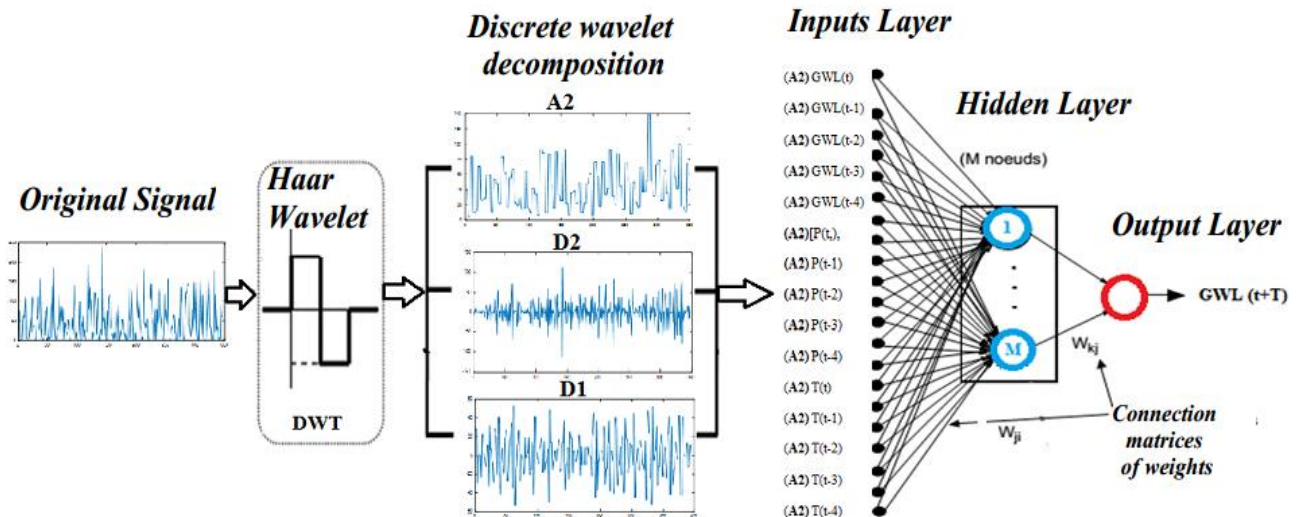 Original Signal
Haar
Wavelet
DWT
Discrete wavelet
decomposition
A2
D2
D1
Inputs Layer
(A2) GWL(t)
(A2) GWL(t-1)
(A2) GWL(t-2)
(A2) GWL(t-3)
(A2) GWL(t-4)
(A2)[P(t),
(A2) P(t-1)
(A2) P(t-2)
(A2) P(t-3)
(A2) P(t-4)
(A2) T(t)
(A2) T(t-1)
(A2) T(t-2)
(A2) T(t-3)
(A2) T(t-4)
Hidden Layer
(M noeuds)
1
M
Wji
Wkj
Connection
matrices
of weights
Output Layer
GWL (t+T)